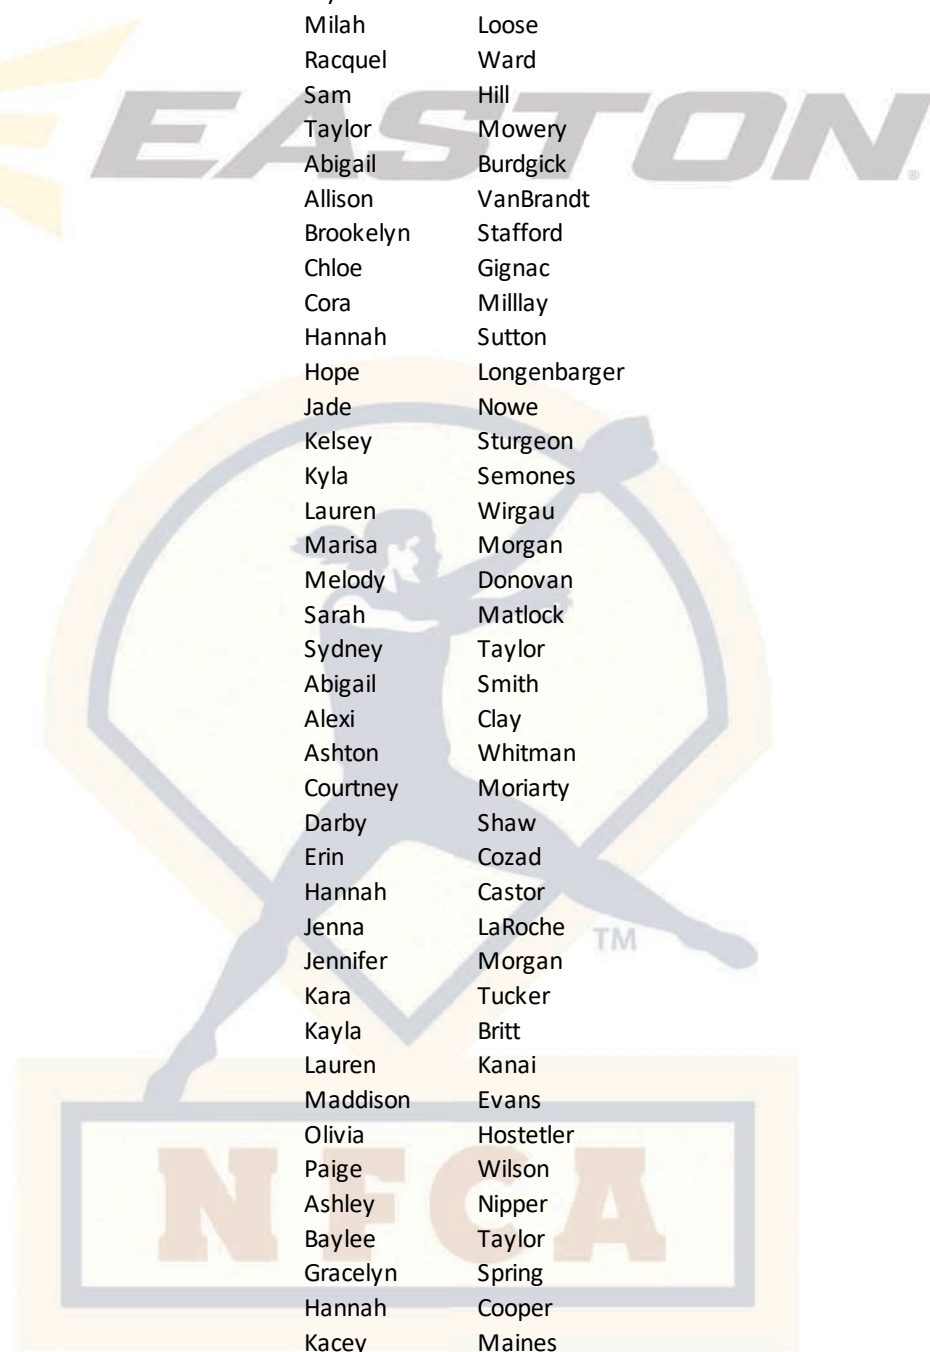 Milah Loose
Racquel Ward
Sam Hill
EASTON®
Taylor Mowery
Abigail Burdgick
Allison VanBrandt
Brookelyn Stafford
Chloe Gignac
Cora Milllay
Hannah Sutton
Hope Longenbarger
Jade Nowe
Kelsey Sturgeon
Kyla Semones
Lauren Wirgau
Marisa Morgan
Melody Donovan
Sarah Matlock
Sydney Taylor
Abigail Smith
Alexi Clay
Ashton Whitman
Courtney Moriarty
Darby Shaw
Erin Cozad
Hannah Castor
Jenna LaRoche
TM
Jennifer Morgan
Kara Tucker
Kayla Britt
Lauren Kanai
Maddison Evans
Olivia Hostetler
Paige Wilson
NFCA
Ashley Nipper
Baylee Taylor
Gracelyn Spring
Hannah Cooper
Kacey Maines